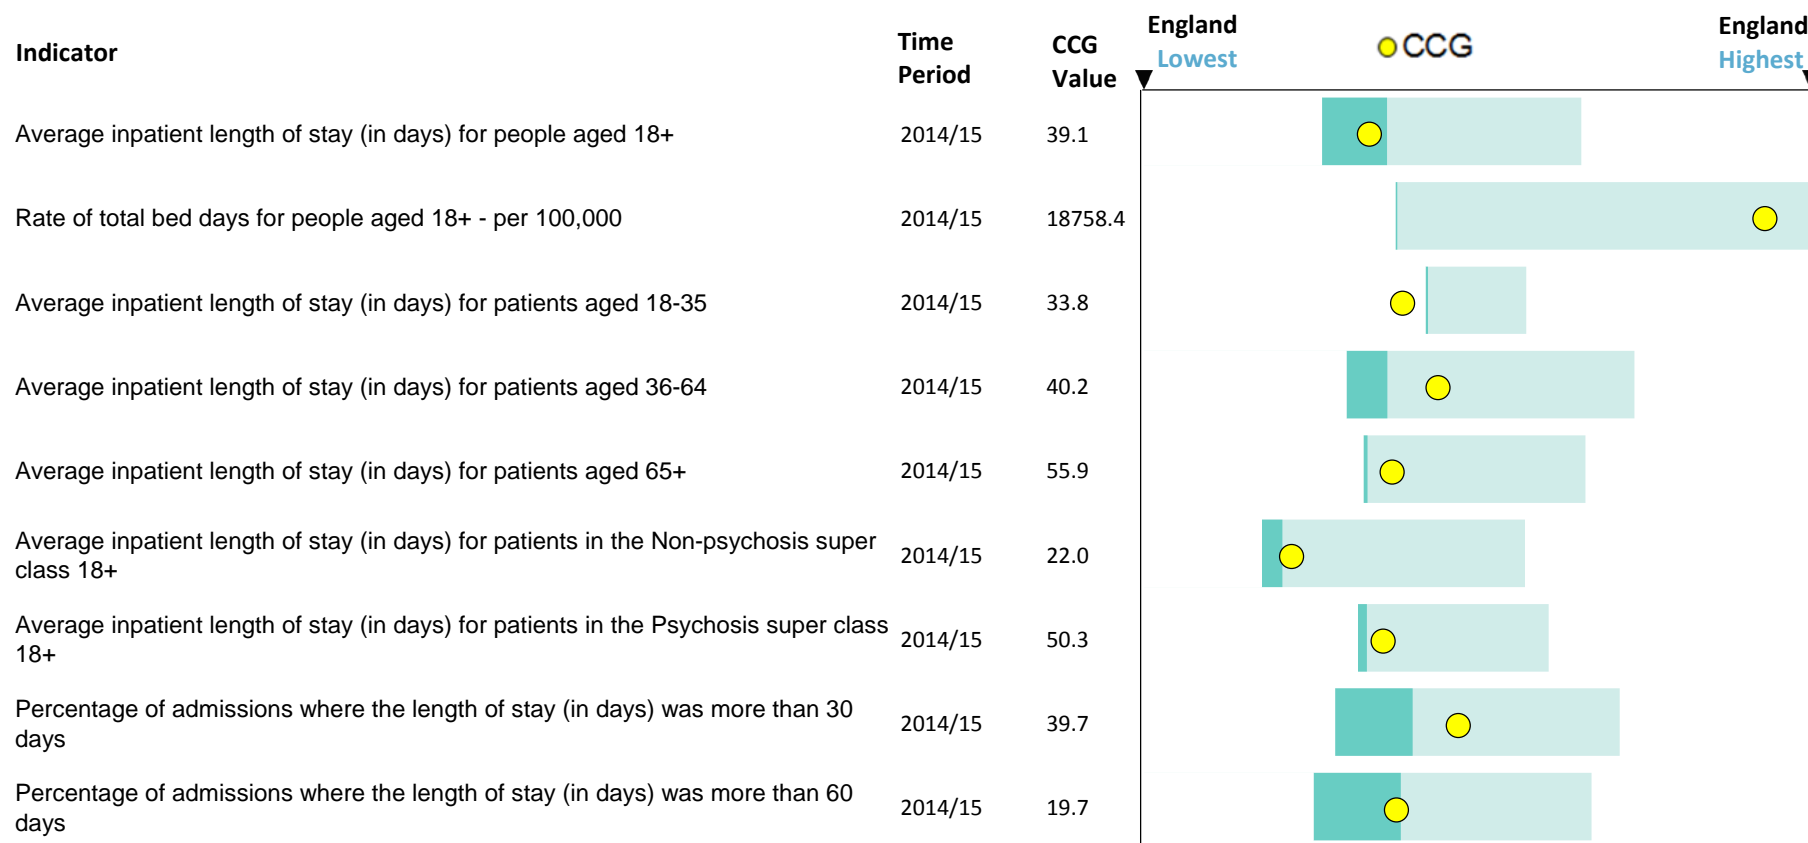 Indicator
Time
Period
CCG
Value
England
Lowest
CCG
England
Highest
Average inpatient length of stay (in days) for people aged 18+ 2014/15 39.1
Rate of total bed days for people aged 18+ - per 100,000 2014/15 18758.4
Average inpatient length of stay (in days) for patients aged 18-35 2014/15 33.8
Average inpatient length of stay (in days) for patients aged 36-64 2014/15 40.2
Average inpatient length of stay (in days) for patients aged 65+ 2014/15 55.9
Average inpatient length of stay (in days) for patients in the Non-psychosis super
class 18+ 2014/15 22.0
Average inpatient length of stay (in days) for patients in the Psychosis super class
18+ 2014/15 50.3
Percentage of admissions where the length of stay (in days) was more than 30
days 2014/15 39.7
Percentage of admissions where the length of stay (in days) was more than 60
days 2014/15 19.7